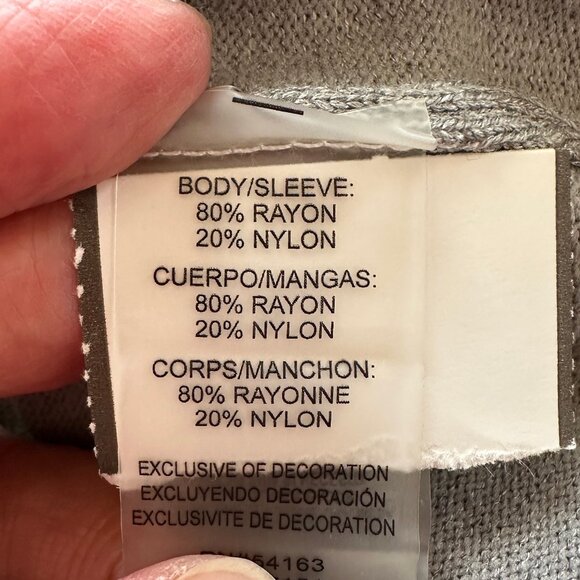 BODY/SLEEVE:
80% RAYON
20% NYLON
CUERPO/MANGAS:
80% RAYON
20% NYLON
CORPS/MANCHON:
80% RAYONNE
20% NYLON
EXCLUSIVE OF DECORATION
EXCLUYENDO DECORACIÓN
EXCLUSIVITE DE DECORATION